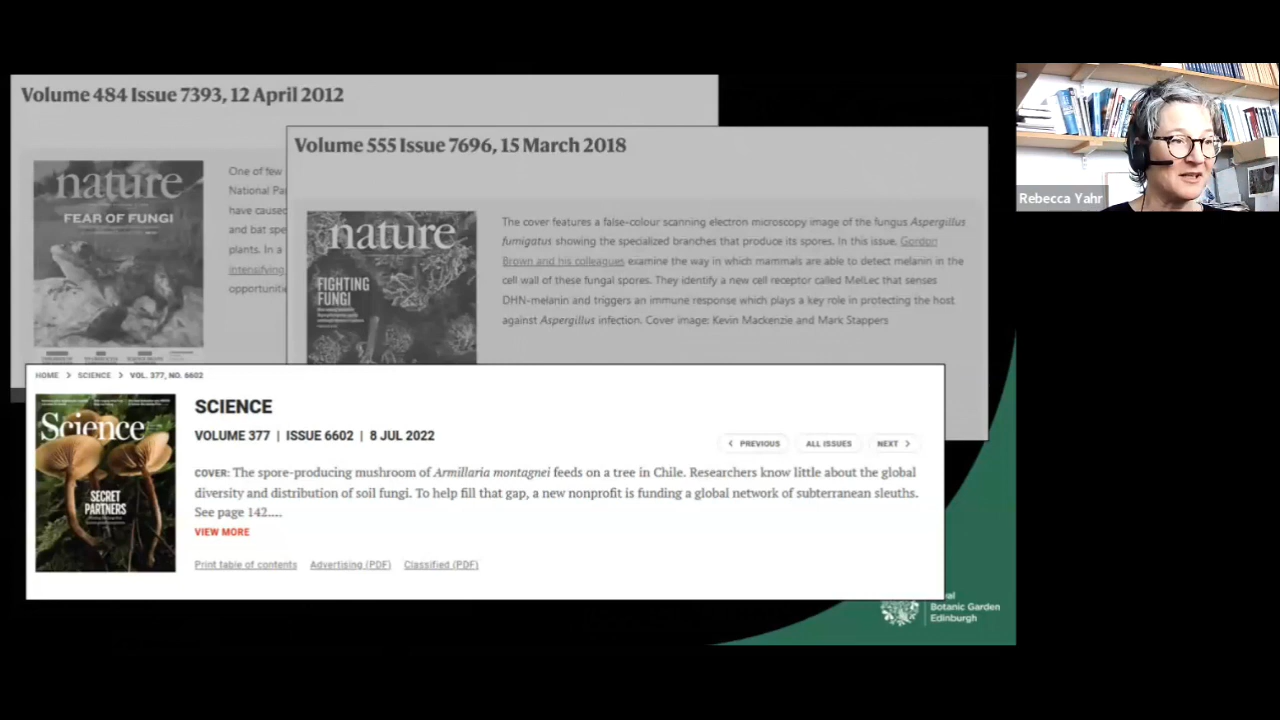 Volume 484 Issue 7393, 12 April 2012
nature
FEAR OF FUNGI
One of few
National Pa
have caused
and bat spe
plants. In a
intensifying
opportunitie
Volume 555 Issue 7696, 15 March 2018
nature
FIGHTING
FUNGI
The cover features a false-colour scanning electron microscopy image of the fungus Aspergillus
fumigatus showing the specialized branches that produce its spores. In this issue, Gordon
Brown and his colleagues examine the way in which mammals are able to detect melanin in the
cell wall of these fungal spores. They identify a new cell receptor called MelLec that senses
DHN-melanin and triggers an immune response which plays a key role in protecting the host
against Aspergillus infection. Cover image: Kevin Mackenzie and Mark Stappers
HOME > SCIENCE > VOL. 377, NO. 6602
Science
SECRET
PARTNERS
SCIENCE
VOLUME 377 | ISSUE 6602 | 8 JUL 2022
< PREVIOUS ALL ISSUES NEXT >
COVER: The spore-producing mushroom of Armillaria montagnei feeds on a tree in Chile. Researchers know little about the global
diversity and distribution of soil fungi. To help fill that gap, a new nonprofit is funding a global network of subterranean sleuths.
See page 142....
VIEW MORE
Print table of contents Advertising (PDF) Classified (PDF)
al
Botanic Garden
Edinburgh
Rebecca Yahr